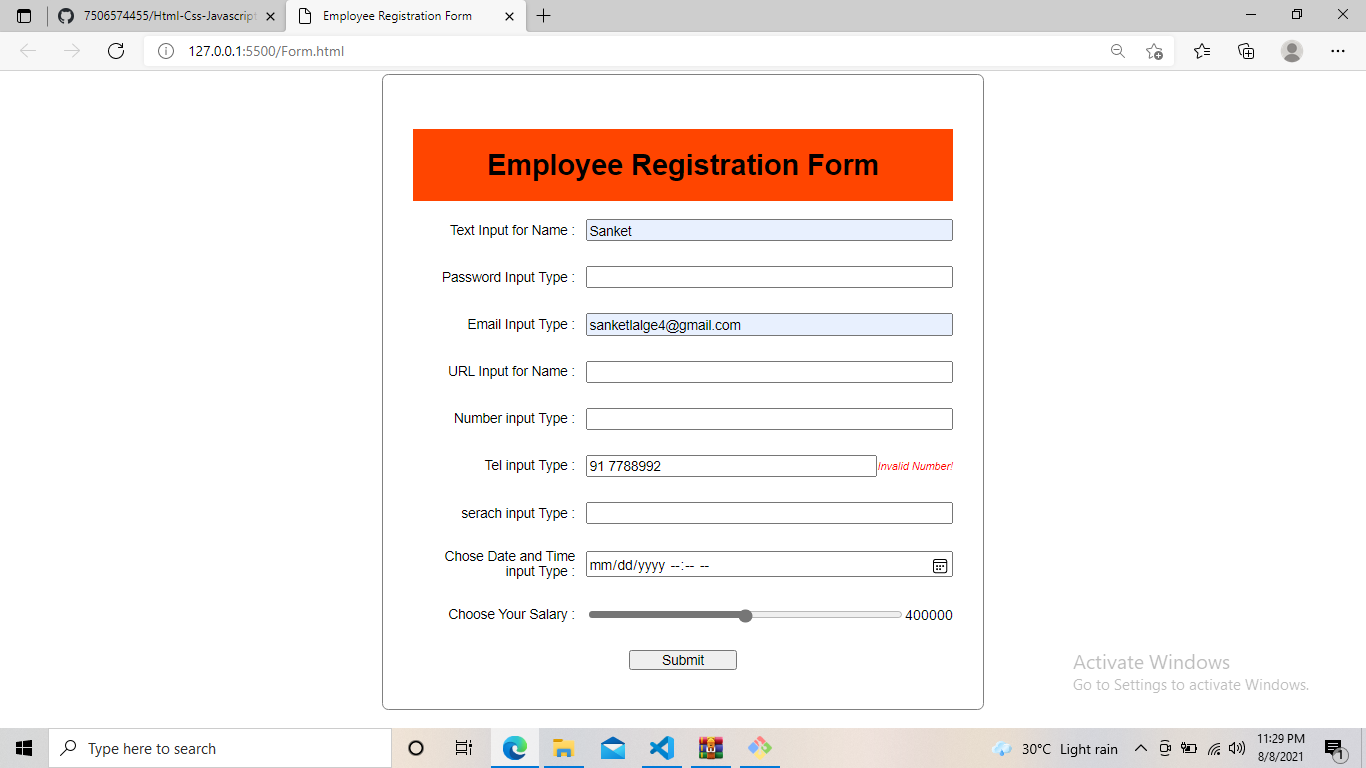 7506574455/Html-Css-Javascript
Employee Registration Form
127.0.0.1:5500/Form.html
Employee Registration Form
Text Input for Name : Sanket
Password Input Type :
Email Input Type : sanketlalge4@gmail.com
URL Input for Name :
Number input Type :
Tel input Type : 91 7788992 Invalid Number!
serach input Type :
Chose Date and Time
input Type : mm/dd/yyyy --:-- --
Choose Your Salary : 400000
Submit
Activate Windows
Go to Settings to activate Windows.
Type here to search
30°C Light rain
11:29 PM
8/8/2021
1